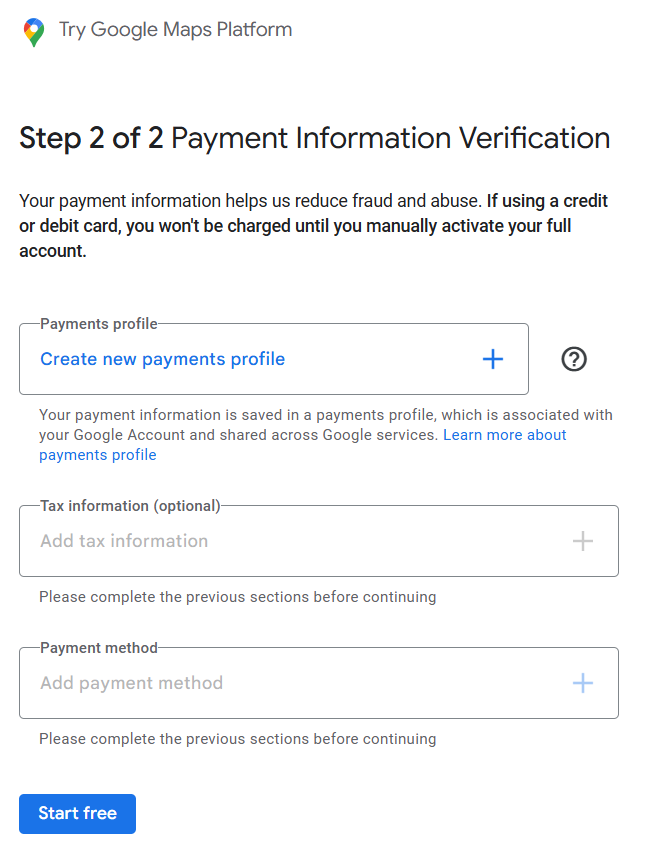 Try Google Maps Platform
Step 2 of 2 Payment Information Verification
Your payment information helps us reduce fraud and abuse. If using a credit
or debit card, you won't be charged until you manually activate your full
account.
Payments profile
Create new payments profile
Your payment information is saved in a payments profile, which is associated with
your Google Account and shared across Google services. Learn more about
payments profile
Tax information (optional)
Add tax information
Please complete the previous sections before continuing
Payment method
Add payment method
Please complete the previous sections before continuing
Start free